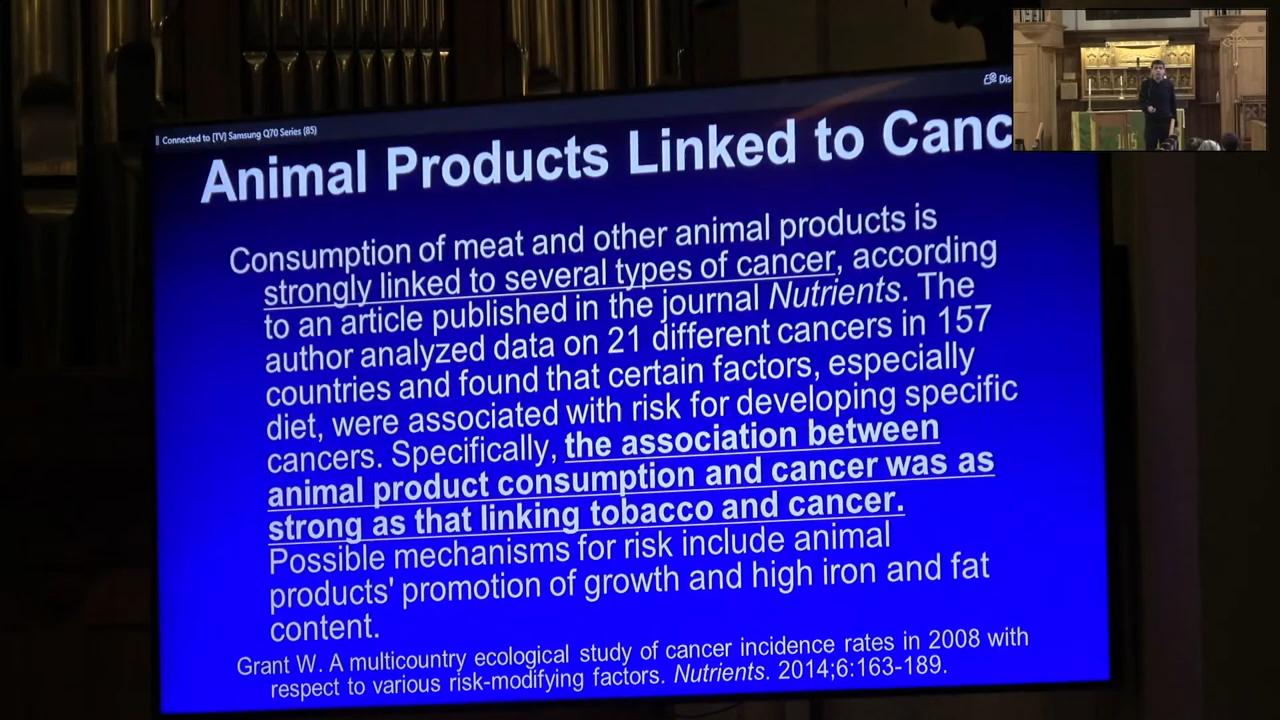 Connected to [TV] Samsung Q70 Series (85)
Dis
Animal Products Linked to Canc
Consumption of meat and other animal products is
strongly linked to several types of cancer, according
to an article published in the journal Nutrients. The
author analyzed data on 21 different cancers in 157
countries and found that certain factors, especially
diet, were associated with risk for developing specific
cancers. Specifically, the association between
animal product consumption and cancer was as
strong as that linking tobacco and cancer.
Possible mechanisms for risk include animal
products' promotion of growth and high iron and fat
content.
Grant W. A multicountry ecological study of cancer incidence rates in 2008 with
respect to various risk-modifying factors. Nutrients. 2014;6:163-189.